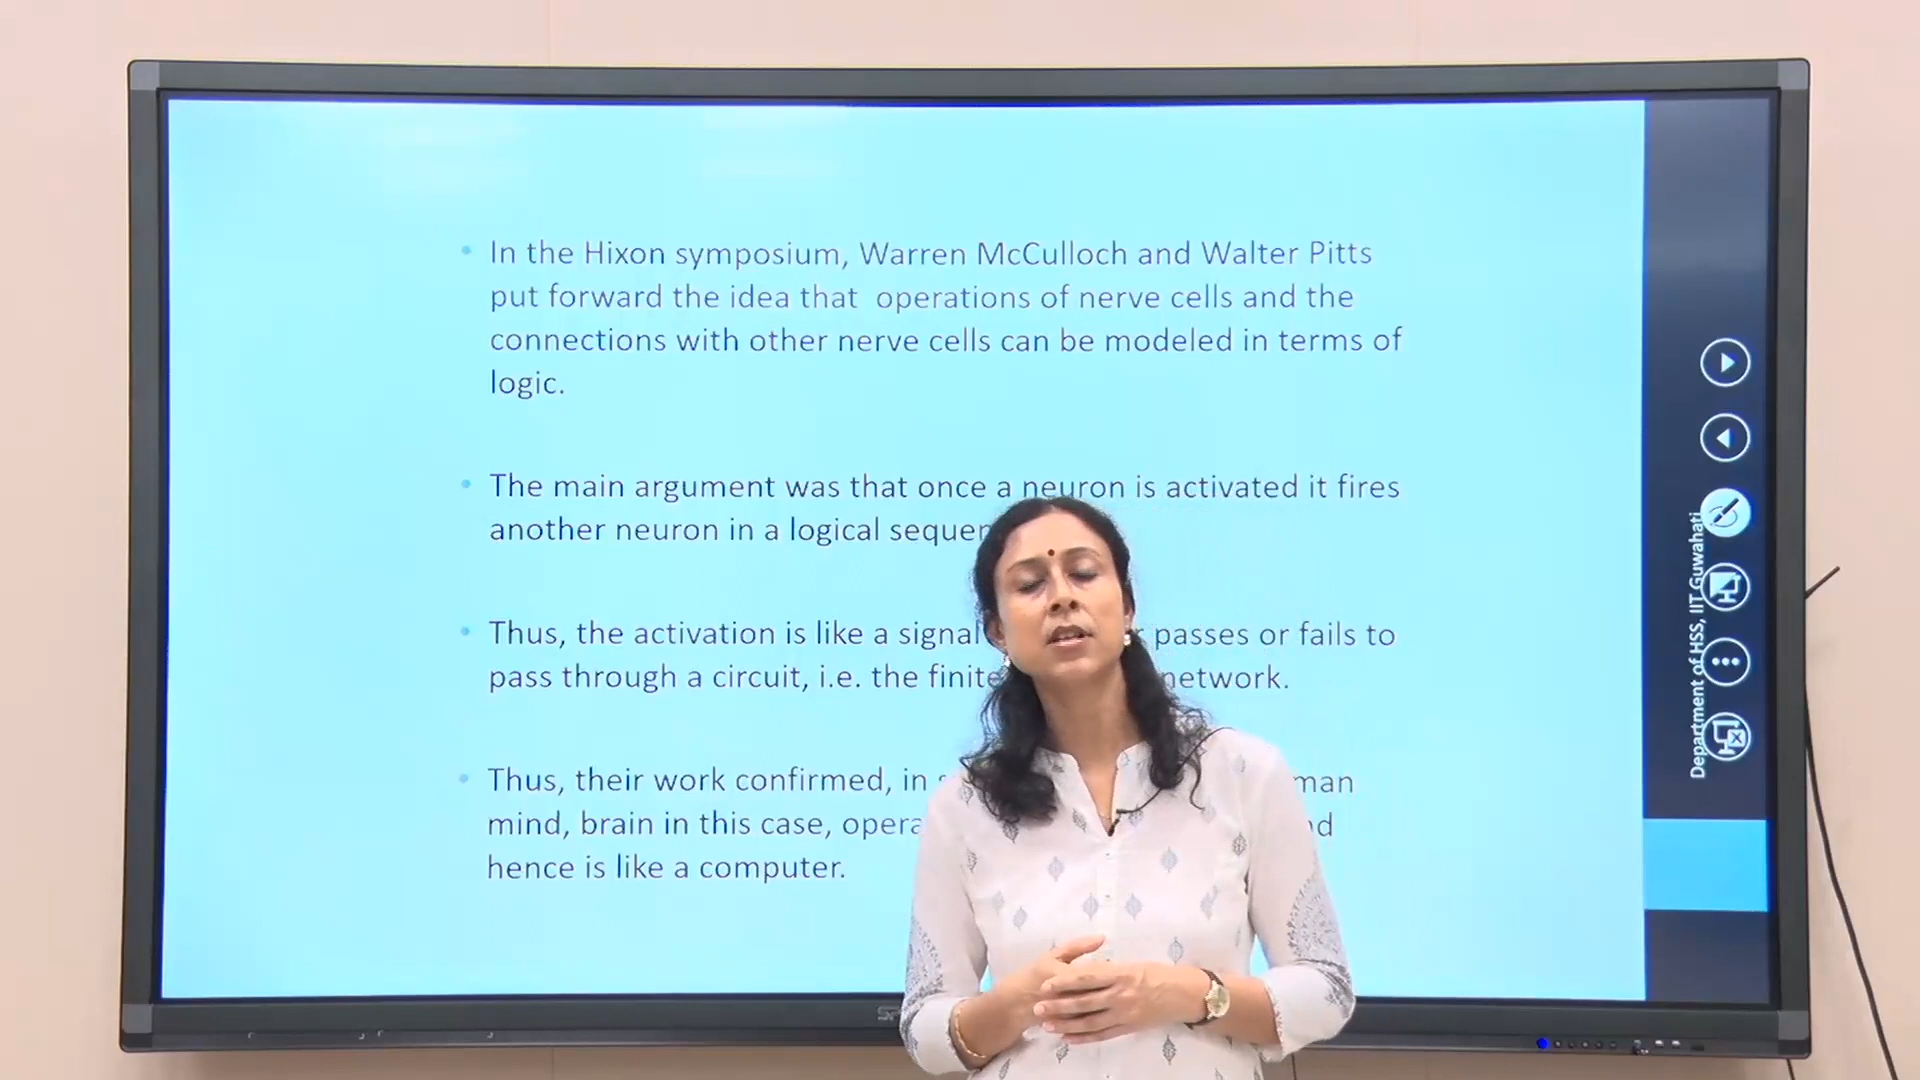 • In the Hixon symposium, Warren McCulloch and Walter Pitts
put forward the idea that operations of nerve cells and the
connections with other nerve cells can be modeled in terms of
logic.
• The main argument was that once a neuron is activated it fires
another neuron in a logical
• Thus, the activation is like a signal passes or fails to
pass through a circuit, i.e. the network.
• Thus, their work confirmed, in
mind, brain in this case,
hence is like a computer.
Department of HSS, IIT Guwahati